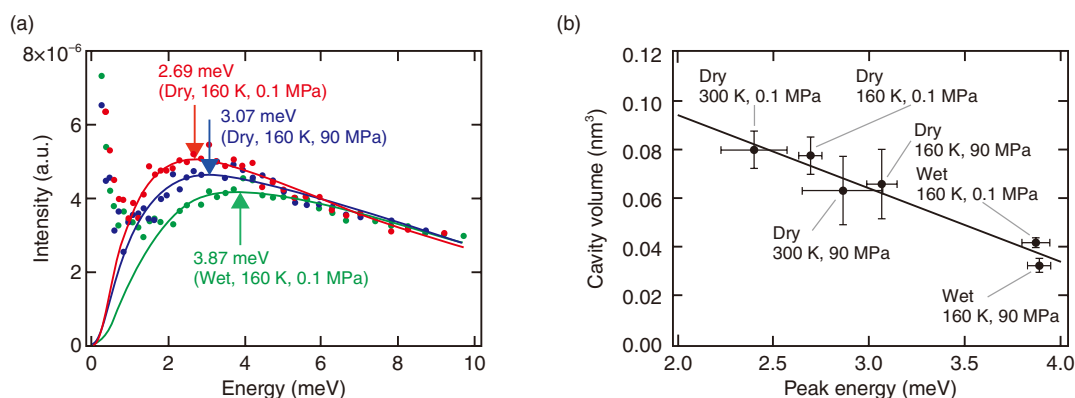 (a)
8×10⁻⁶
6
4
2
0
Intensity (a.u.)
2.69 meV
(Dry, 160 K, 0.1 MPa)
3.07 meV
(Dry, 160 K, 90 MPa)
3.87 meV
(Wet, 160 K, 0.1 MPa)
0
2
4
6
8
10
Energy (meV)
(b)
0.12
0.10
0.08
0.06
0.04
0.02
0.00
Cavity volume (nm³)
Dry
300 K, 0.1 MPa
Dry
160 K, 0.1 MPa
Dry
160 K, 90 MPa
Wet
160 K, 0.1 MPa
Dry
300 K, 90 MPa
Wet
160 K, 90 MPa
2.0
2.5
3.0
3.5
4.0
Peak energy (meV)